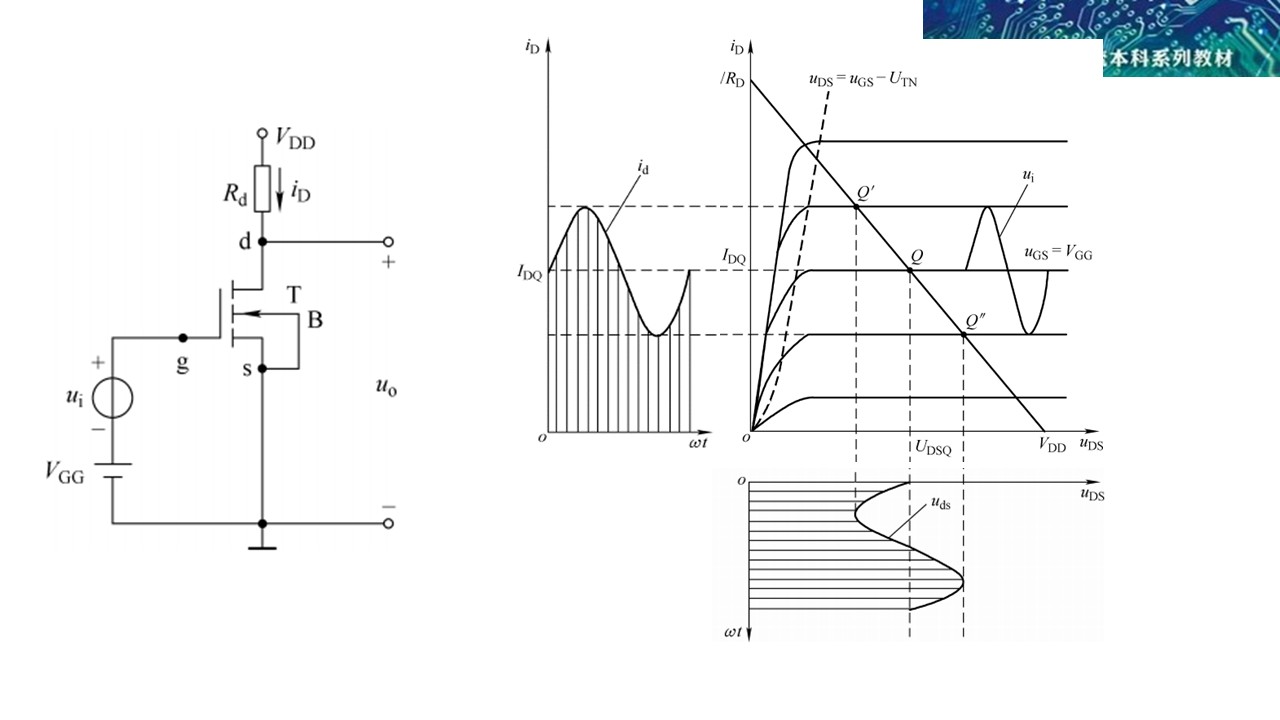 本科系列教材
V_DD
R_d
i_D
d
+
T
B
g
s
+
u_i
−
u_o
V_GG
−
i_D
i_d
I_DQ
o
ωt
i_D
/R_D
u_DS = u_GS − U_TN
Q′
u_i
I_DQ
Q
u_GS = V_GG
Q″
o
U_DSQ
V_DD
u_DS
o
u_DS
u_ds
ωt